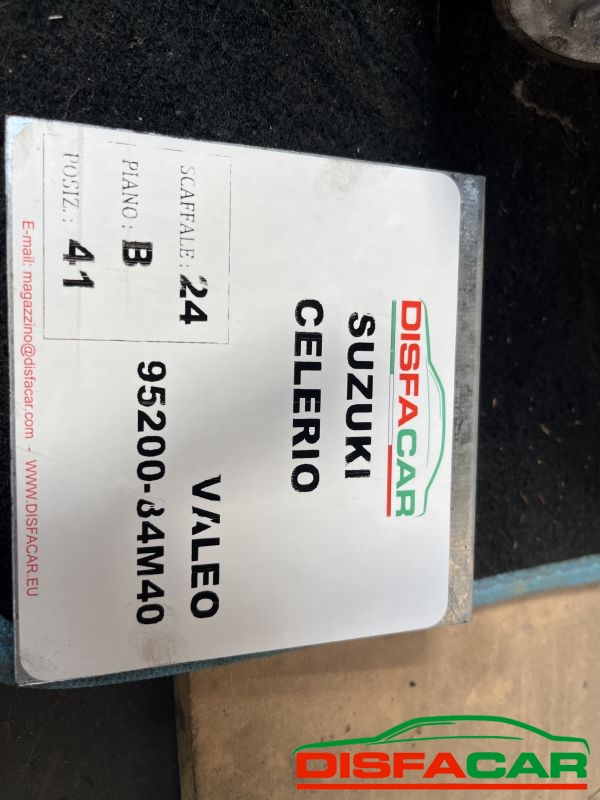 DISFACAR
SUZUKI
CELERIO
VALEO
95200-84M40
SCAFFALE: 24
PIANO: B
POSIZ.: 41
E-mail: magazzino@disfacar.com - WWW.DISFACAR.EU
DISFACAR